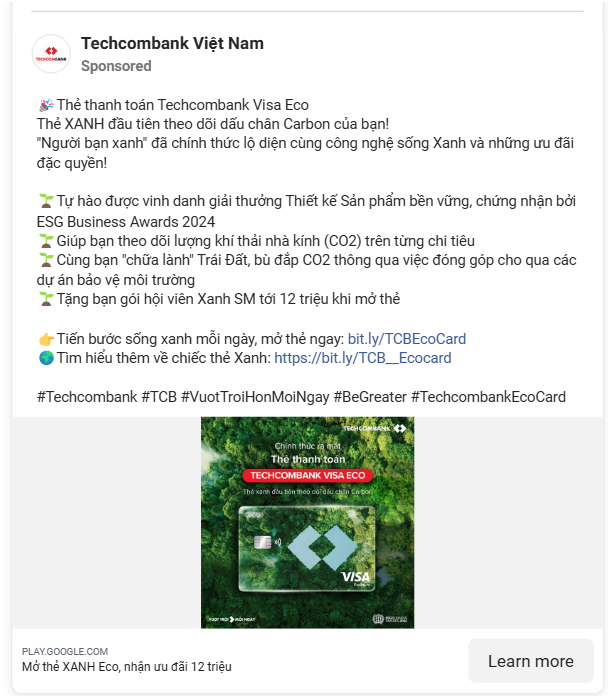 TECHCOMBANK
Techcombank Việt Nam
Sponsored
🎉Thẻ thanh toán Techcombank Visa Eco
Thẻ XANH đầu tiên theo dõi dấu chân Carbon của bạn!
"Người bạn xanh" đã chính thức lộ diện cùng công nghệ sống Xanh và những ưu đãi
đặc quyền!
🌱Tự hào được vinh danh giải thưởng Thiết kế Sản phẩm bền vững, chứng nhận bởi
ESG Business Awards 2024
🌱Giúp bạn theo dõi lượng khí thải nhà kính (CO2) trên từng chi tiêu
🌱Cùng bạn "chữa lành" Trái Đất, bù đắp CO2 thông qua việc đóng góp cho qua các
dự án bảo vệ môi trường
🌱Tặng bạn gói hội viên Xanh SM tới 12 triệu khi mở thẻ
👉Tiến bước sống xanh mỗi ngày, mở thẻ ngay: bit.ly/TCBEcoCard
🌍Tìm hiểu thêm về chiếc thẻ Xanh: https://bit.ly/TCB__Ecocard
#Techcombank #TCB #VuotTroiHonMoiNgay #BeGreater #TechcombankEcoCard
TECHCOMBANK
Chính thức ra mắt
Thẻ thanh toán
TECHCOMBANK VISA ECO
Thẻ xanh đầu tiên theo dõi dấu chân Carbon
VISA
VƯỢT TRỘI MỖI NGÀY
PLAY.GOOGLE.COM
Mở thẻ XANH Eco, nhận ưu đãi 12 triệu
Learn more